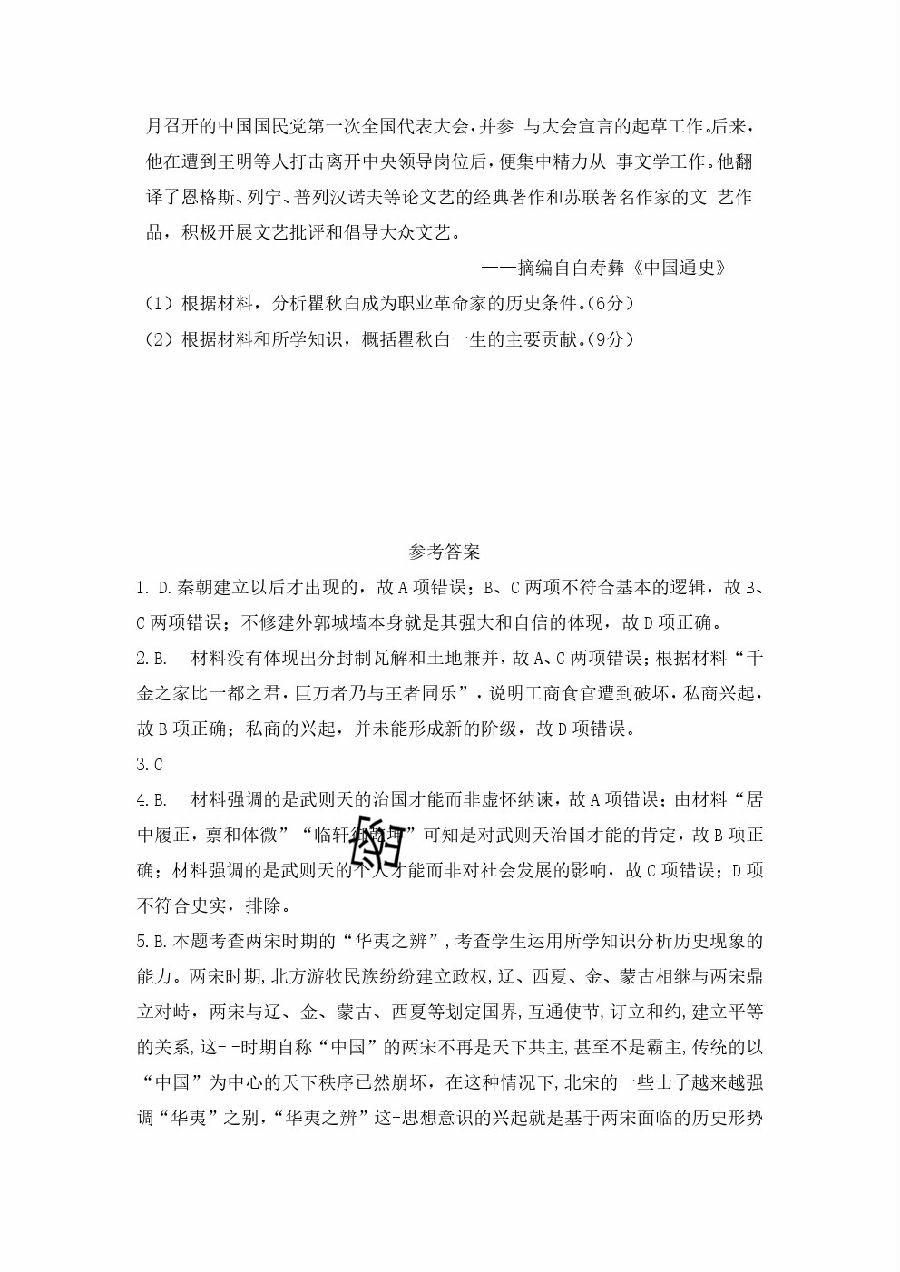 月召开的中国国民党第一次全国代表大会,并参 与大会宣言的起草工作。后来,
他在遭到王明等人打击离开中央领导岗位后,便集中精力从 事文学工作。他翻
译了恩格斯、列宁、普列汉诺夫等论文艺的经典著作和苏联著名作家的文 艺作
品，积极开展文艺批评和倡导大众文艺。
——摘编自白寿彝《中国通史》
(1) 根据材料，分析瞿秋白成为职业革命家的历史条件.(6分)
(2) 根据材料和所学知识，概括瞿秋白一生的主要贡献.(9分)
参考答案
1. D.秦朝建立以后才出现的，故A项错误; B、C两项不符合基本的逻辑，故B、
C两项错误; 不修建外郭城墙本身就是其强大和自信的体现，故D项正确。
2.B. 材料没有体现出分封制瓦解和土地兼并，故A、C两项错误;根据材料“千
金之家比一都之君，巨万者乃与王者同乐”，说明工商食官遭到破坏，私商兴起，
故B项正确; 私商的兴起，并未能形成新的阶级，故D项错误。
3.C
4.B. 材料强调的是武则天的治国才能而非虚怀纳谏，故A项错误;由材料“居
中履正，禀和体微”“临轩 ”可知是对武则天治国才能的肯定，故B项正
确; 材料强调的是武则天的个人才能而非对社会发展的影响，故C项错误; D项
不符合史实，排除。
5.B.本题考查两宋时期的“华夷之辨”,考查学生运用所学知识分析历史现象的
能力。两宋时期,北方游牧民族纷纷建立政权,辽、西夏、金、蒙古相继与两宋鼎
立对峙，两宋与辽、金、蒙古、西夏等划定国界,互通使节,订立和约,建立平等
的关系,这--时期自称“中国”的两宋不再是天下共主,甚至不是霸主,传统的以
“中国”为中心的天下秩序已然崩坏，在这种情况下,北宋的一些士了越来越强
调“华夷”之别，“华夷之辨”这-思想意识的兴起就是基于两宋面临的历史形势